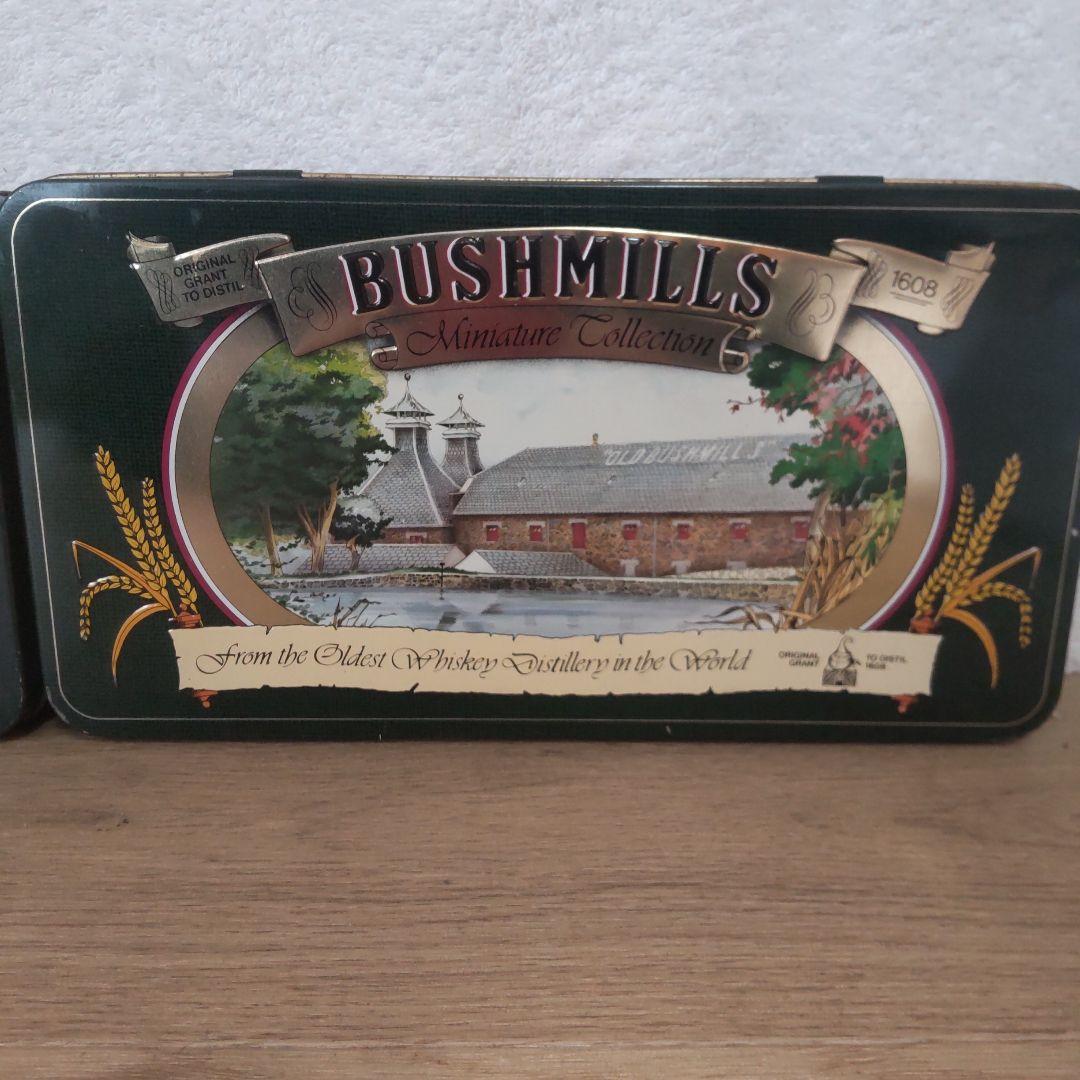 ORIGINAL
GRANT
TO DISTIL
BUSHMILLS
1608
Miniature Collection
"OLD BUSHMILLS"
From the Oldest Whiskey Distillery in the World
ORIGINAL
GRANT
TO DISTIL
1608